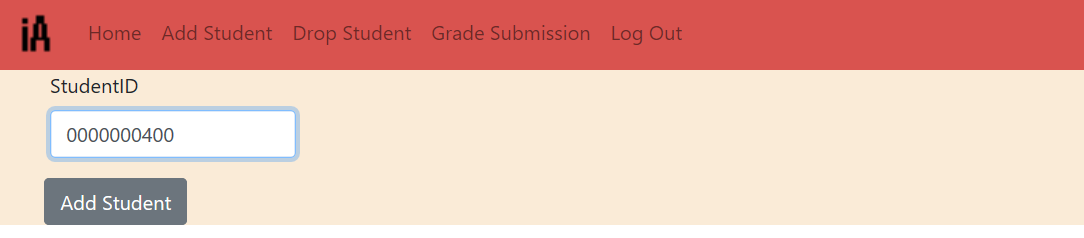 iA Home Add Student Drop Student Grade Submission Log Out
StudentID
0000000400
Add Student